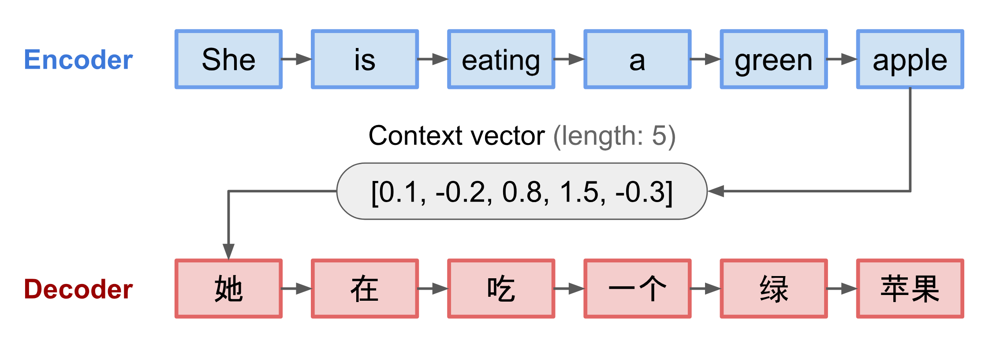 Encoder She is eating a green apple
Context vector (length: 5)
[0.1, -0.2, 0.8, 1.5, -0.3]
Decoder 她 在 吃 一个 绿 苹果